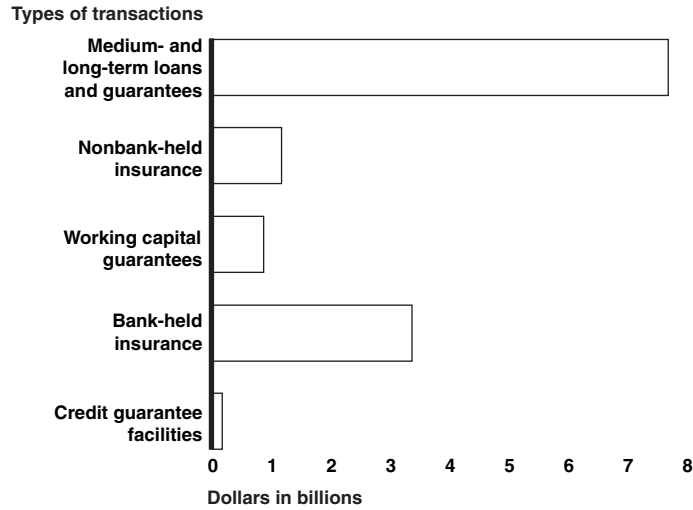 Types of transactions
Medium- and
long-term loans
and guarantees
Nonbank-held
insurance
Working capital
guarantees
Bank-held
insurance
Credit guarantee
facilities
0 1 2 3 4 5 6 7 8
Dollars in billions